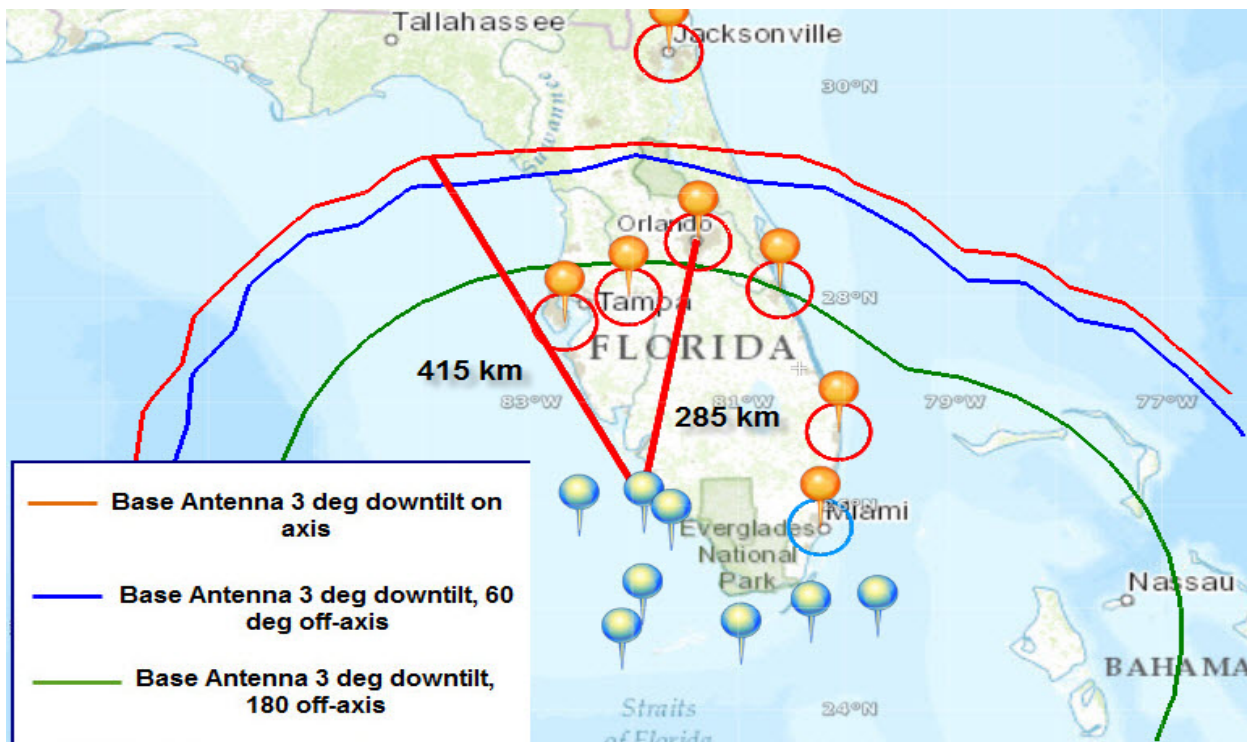 Tallahassee
Jacksonville
30°N
Suwannee
Orlando
Tampa
28°N
FLORIDA
415 km
83°W
81°W
79°W
77°W
285 km
Miami
Everglades
National
Park
Nassau
BAHAMA
Straits
of Florida
24°N
Base Antenna 3 deg downtilt on
axis
Base Antenna 3 deg downtilt, 60
deg off-axis
Base Antenna 3 deg downtilt,
180 off-axis